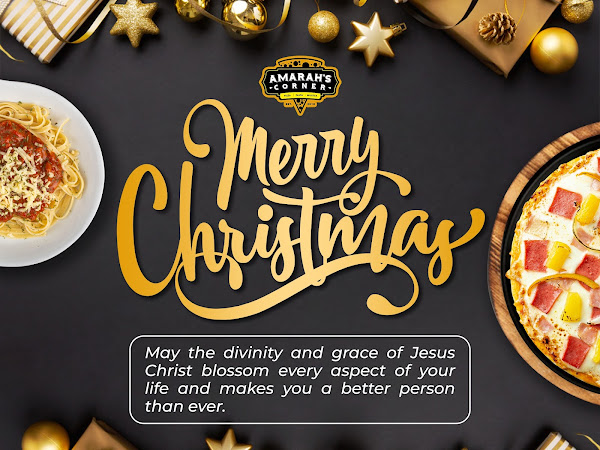 AMARAH'S
CORNER
Merry
Christmas
May the divinity and grace of Jesus
Christ blossom every aspect of your
life and makes you a better person
than ever.